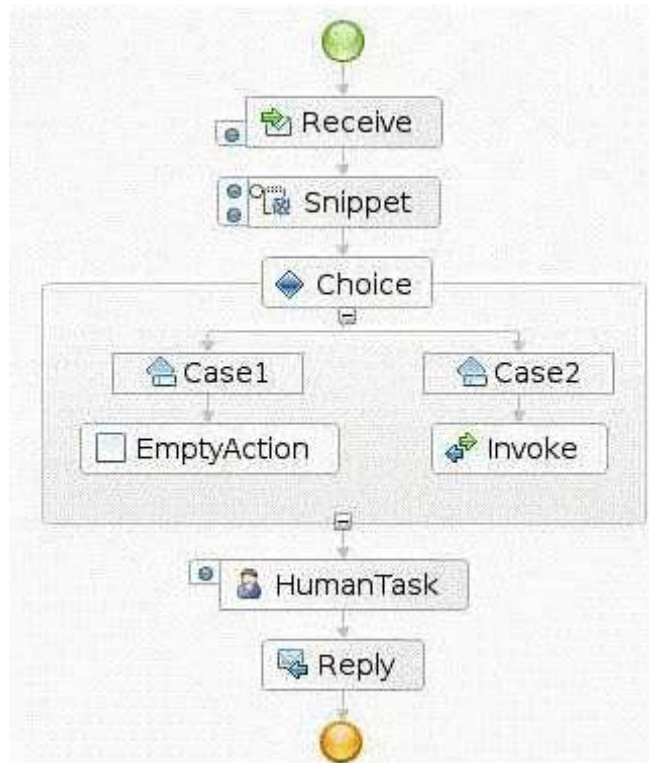 Receive
Snippet
Choice
Case1
Case2
EmptyAction
Invoke
HumanTask
Reply